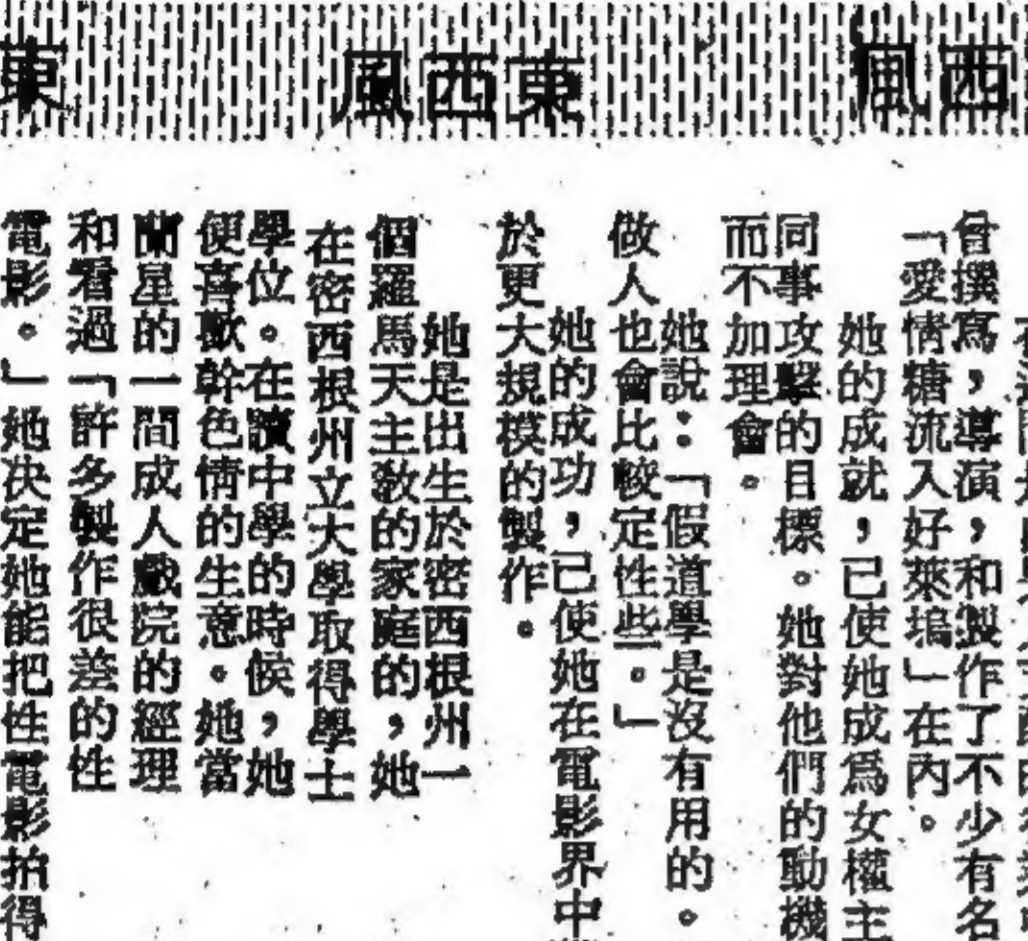 西風
東西風
東
曾撰寫，導演，和製作了不少有名
「愛情糖流入好萊塢」在內。
她的成就，已使她成爲女權主
同事攻擊的目標。她對他們的動機
而不加理會。
她說：「假道學是沒有用的。
做人也會比較定性些。」
她的成功，已使她在電影界中
於更大規模的製作。
她是出生於密西根州一
個羅馬天主教的家庭的，她
在密西根州立大學取得學士
學位。在讀中學的時候，她
便喜歡幹色情的生意。她當
蘭星的一間成人戲院的經理
和看過「許多製作很差的性
電影。」她決定她能把性電影拍得